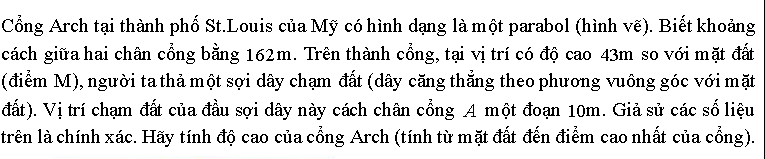 Cổng Arch tại thành phố St.Louis của Mỹ có hình dạng là một parabol (hình vẽ). Biết khoảng
cách giữa hai chân cổng bằng 162m. Trên thành cổng, tại vị trí có độ cao 43m so với mặt đất
(điểm M), người ta thả một sợi dây chạm đất (dây căng thẳng theo phương vuông góc với mặt
đất). Vị trí chạm đất của đầu sợi dây này cách chân cổng A một đoạn 10m. Giả sử các số liệu
trên là chính xác. Hãy tính độ cao của cổng Arch (tính từ mặt đất đến điểm cao nhất của cổng).